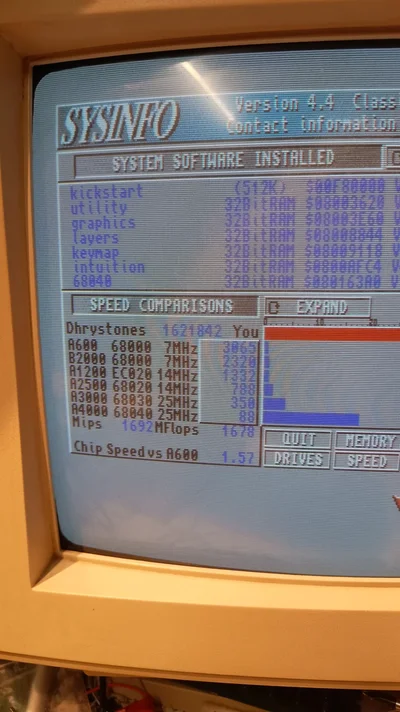 SYSINFO
Version 4.4 Class
Contact information
SYSTEM SOFTWARE INSTALLED
kickstart (512K) $00F80000 V
utility 32BitRAM $08003620 V
graphics 32BitRAM $08003E60 V
layers 32BitRAM $08008844 V
keymap 32BitRAM $08009118 V
intuition 32BitRAM $0800AFC4 V
68040 32BitRAM $080163A0 V
SPEED COMPARISONS
EXPAND
Dhrystones 1621842 You
A600 68000 7MHz 3065
B2000 68000 7MHz 2320
A1200 EC020 14MHz 1332
A2500 68020 14MHz 788
A3000 68030 25MHz 350
A4000 68040 25MHz 88
Mips 1692 MFlops 1678
Chip Speed vs A600 1.57
QUIT MEMORY
DRIVES SPEED